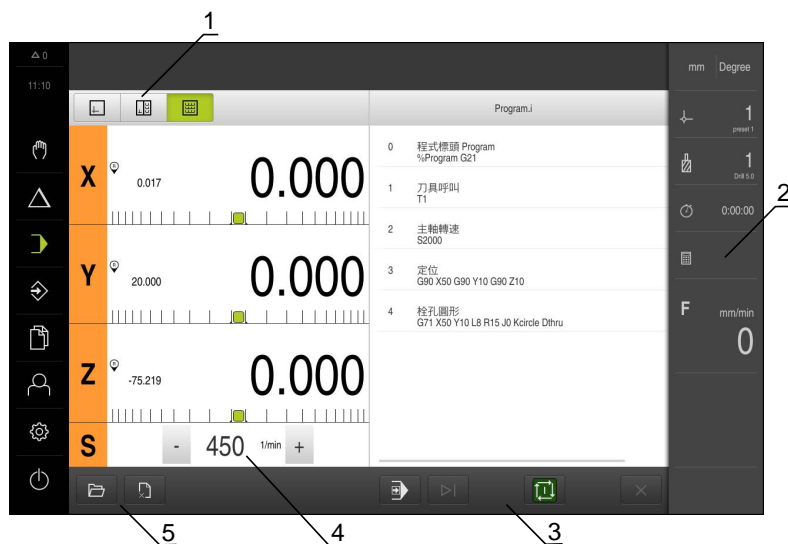 1
0
11:10
Program.i
mm Degree
X
R
0.017
0.000
Y
R
20.000
0.000
Z
R
-75.219
0.000
S
- 450 1/min +
0 程式標頭 Program
%Program G21
1 刀具呼叫
T1
2 主軸轉速
S2000
3 定位
G90 X50 G90 Y10 G90 Z10
4 栓孔圓形
G71 X50 Y10 L8 R15 J0 Kcircle Dthru
1
preset 1
1
Drill 5.0
0:00:00
F mm/min
0
2
5
4
3